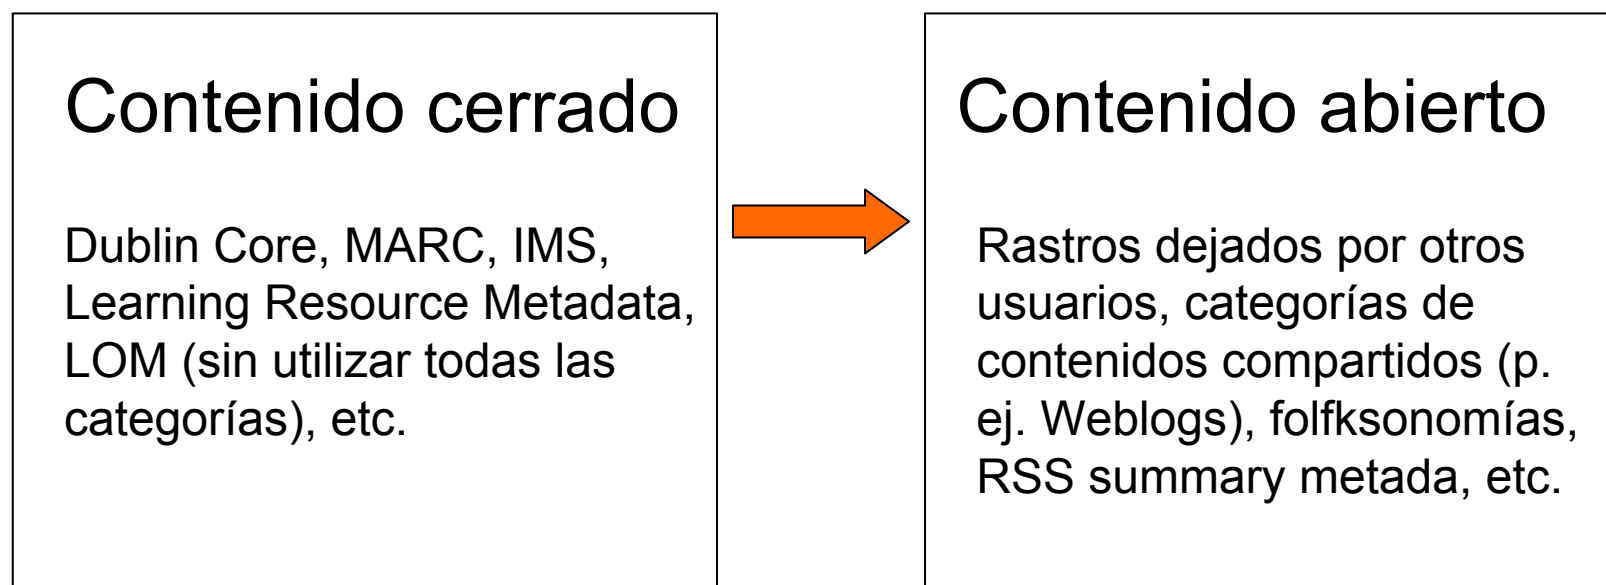 Contenido cerrado
Dublin Core, MARC, IMS,
Learning Resource Metadata,
LOM (sin utilizar todas las
categorías), etc.
Contenido abierto
Rastros dejados por otros
usuarios, categorías de
contenidos compartidos (p.
ej. Weblogs), folfksonomías,
RSS summary metada, etc.